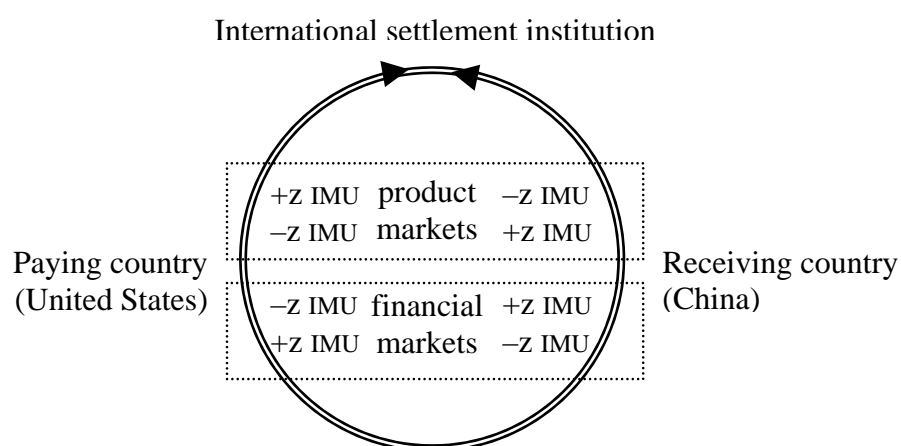 International settlement institution
+z IMU product −z IMU
−z IMU markets +z IMU
Paying country
(United States)
Receiving country
(China)
−z IMU financial +z IMU
+z IMU markets −z IMU